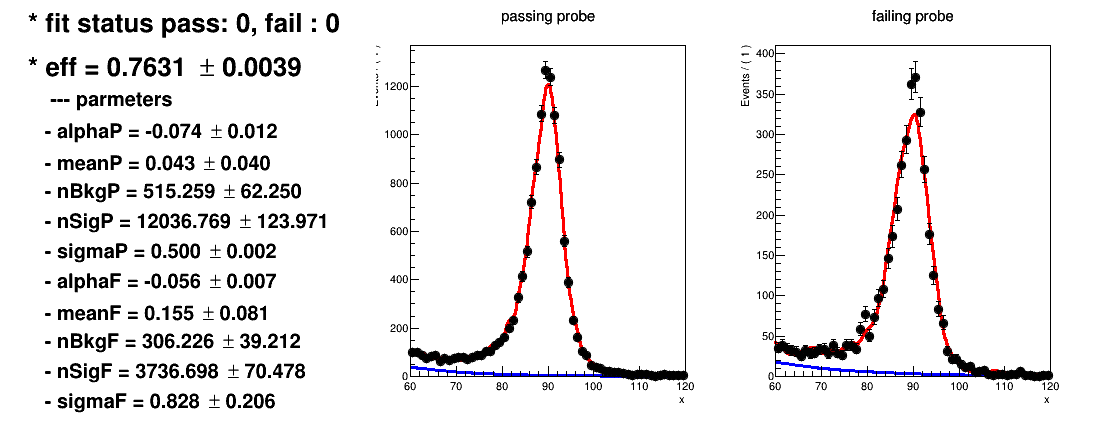 * fit status pass: 0, fail : 0
* eff = 0.7631 ± 0.0039
--- parmeters
- alphaP = -0.074 ± 0.012
- meanP = 0.043 ± 0.040
- nBkgP = 515.259 ± 62.250
- nSigP = 12036.769 ± 123.971
- sigmaP = 0.500 ± 0.002
- alphaF = -0.056 ± 0.007
- meanF = 0.155 ± 0.081
- nBkgF = 306.226 ± 39.212
- nSigF = 3736.698 ± 70.478
- sigmaF = 0.828 ± 0.206
passing probe
1200
1000
800
600
400
200
0
60 70 80 90 100 110 120
x
failing probe
Events / ( 1 )
400
350
300
250
200
150
100
50
0
60 70 80 90 100 110 120
x